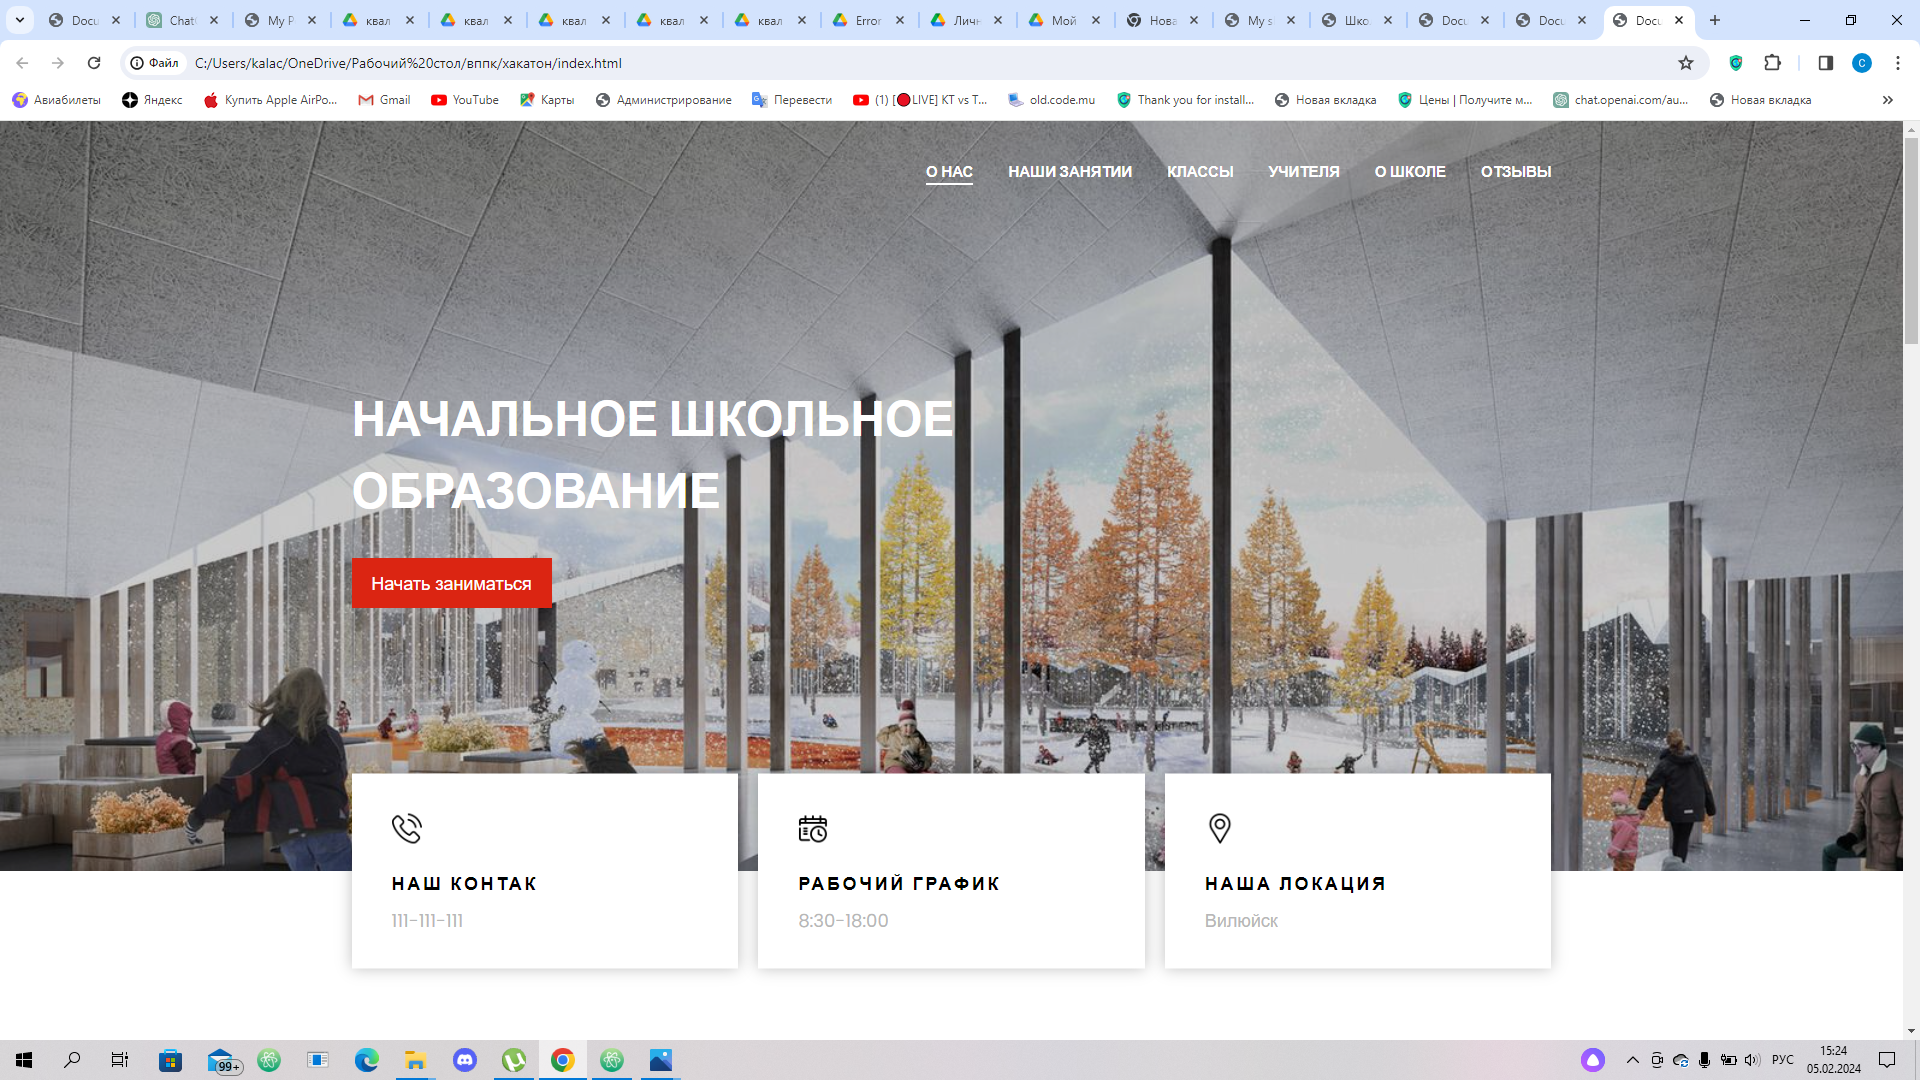 Docu
Chat
My P
квал
квал
квал
квал
квал
Error
Личн
Мой
Нова
My s
Шко
Docu
Docu
Docu
Файл
C:/Users/kalac/OneDrive/Рабочий%20стол/вппк/хакатон/index.html
C
Авиабилеты
Яндекс
Купить Apple AirPo...
Gmail
YouTube
Карты
Администрирование
Перевести
(1) [🔴LIVE] KT vs T...
old.code.mu
Thank you for install...
Новая вкладка
Цены | Получите м...
chat.openai.com/au...
Новая вкладка
О НАС
НАШИ ЗАНЯТИИ
КЛАССЫ
УЧИТЕЛЯ
О ШКОЛЕ
ОТЗЫВЫ
НАЧАЛЬНОЕ ШКОЛЬНОЕ
ОБРАЗОВАНИЕ
Начать заниматься
НАШ КОНТАК
111-111-111
РАБОЧИЙ ГРАФИК
8:30-18:00
НАША ЛОКАЦИЯ
Вилюйск
99+
РУС
15:24
05.02.2024